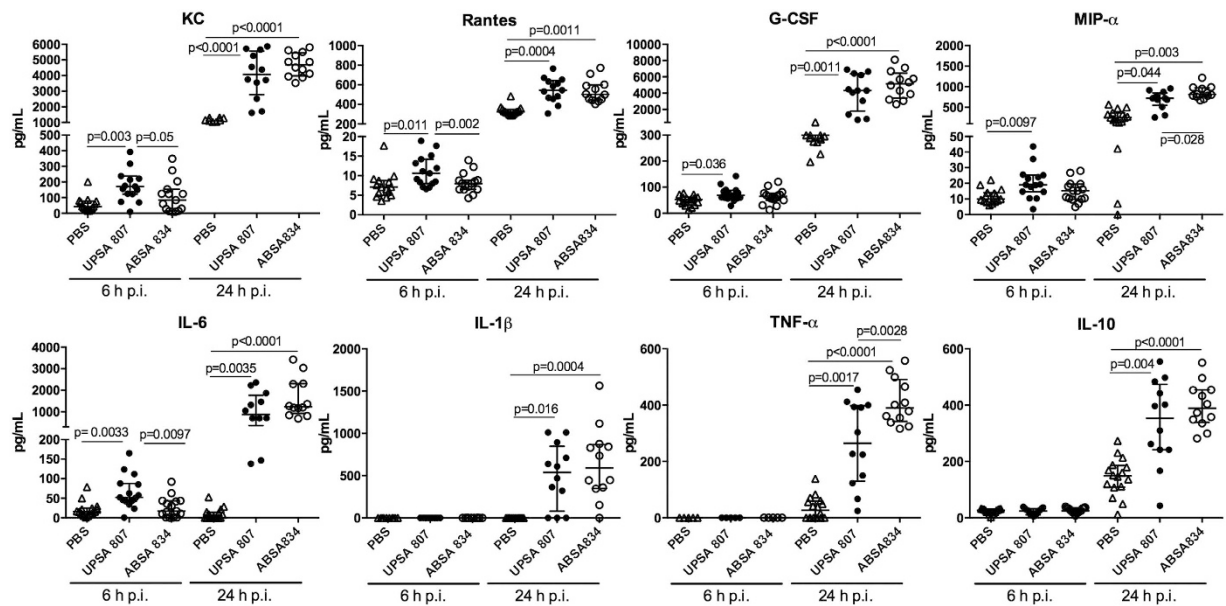 KC
p<0.0001
p<0.0001
p=0.003 p=0.05
pg/mL
6000
5000
4000
3000
2000
1000
500
400
300
200
100
0
PBS UPSA 807 ABSA 834 PBS UPSA 807 ABSA834
6 h p.i. 24 h p.i.
Rantes
p=0.0011
p=0.0004
p=0.011 p=0.002
pg/mL
1000
800
600
400
200
20
15
10
5
0
PBS UPSA 807 ABSA 834 PBS UPSA 807 ABSA834
6 h p.i. 24 h p.i.
G-CSF
p<0.0001
p=0.0011
p=0.036
pg/mL
10000
8000
6000
4000
2000
300
200
100
50
0
PBS UPSA 807 ABSA 834 PBS UPSA 807 ABSA834
6 h p.i. 24 h p.i.
MIP-α
p=0.003
p=0.044
p=0.0097
p=0.028
pg/mL
2000
1500
1000
500
50
40
30
20
10
0
PBS UPSA 807 ABSA 834 PBS UPSA 807 ABSA834
6 h p.i. 24 h p.i.
IL-6
p<0.0001
p=0.0035
p= 0.0033 p=0.0097
pg/mL
4000
3000
2000
1000
200
150
100
50
0
PBS UPSA 807 ABSA 834 PBS UPSA 807 ABSA834
6 h p.i. 24 h p.i.
IL-1β
p=0.0004
p=0.016
pg/mL
2000
1500
1000
500
0
PBS UPSA 807 ABSA 834 PBS UPSA 807 ABSA834
6 h p.i. 24 h p.i.
TNF-α
p=0.0028
p<0.0001
p=0.0017
pg/mL
600
400
200
0
PBS UPSA 807 ABSA 834 PBS UPSA 807 ABSA834
6 h p.i. 24 h p.i.
IL-10
p<0.0001
p=0.004
pg/mL
600
400
200
0
PBS UPSA 807 ABSA 834 PBS UPSA 807 ABSA834
6 h p.i. 24 h p.i.